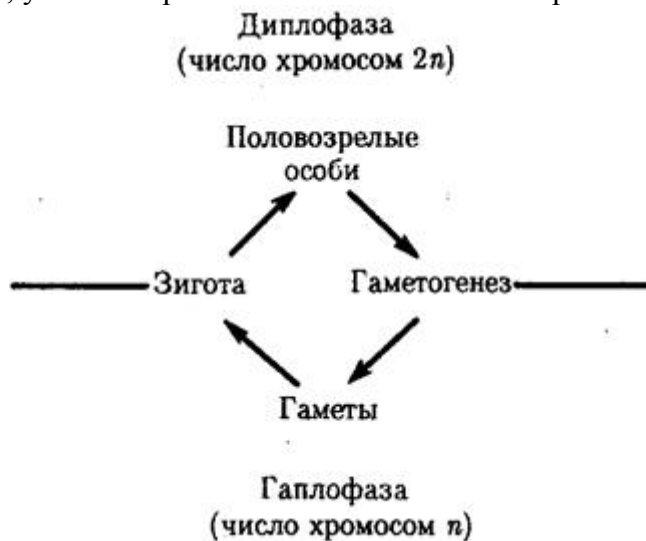 Диплофаза
(число хромосом 2n)
Половозрелые
особи
Зигота
Гаметогенез
Гаметы
Гаплофаза
(число хромосом n)